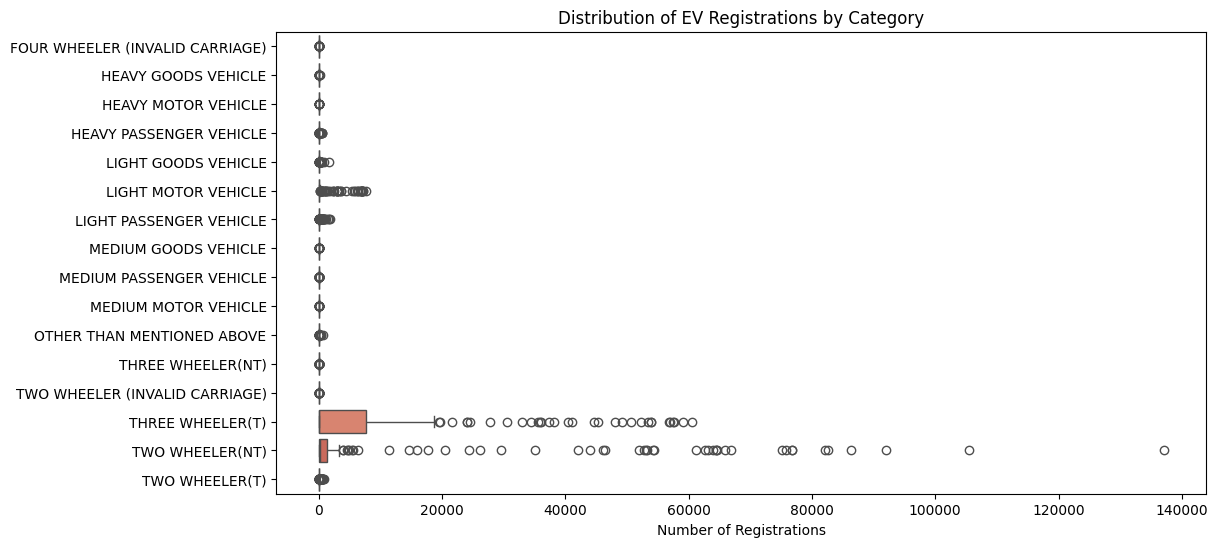 Distribution of EV Registrations by Category
FOUR WHEELER (INVALID CARRIAGE)
HEAVY GOODS VEHICLE
HEAVY MOTOR VEHICLE
HEAVY PASSENGER VEHICLE
LIGHT GOODS VEHICLE
LIGHT MOTOR VEHICLE
LIGHT PASSENGER VEHICLE
MEDIUM GOODS VEHICLE
MEDIUM PASSENGER VEHICLE
MEDIUM MOTOR VEHICLE
OTHER THAN MENTIONED ABOVE
THREE WHEELER(NT)
TWO WHEELER (INVALID CARRIAGE)
THREE WHEELER(T)
TWO WHEELER(NT)
TWO WHEELER(T)
0 20000 40000 60000 80000 100000 120000 140000
Number of Registrations